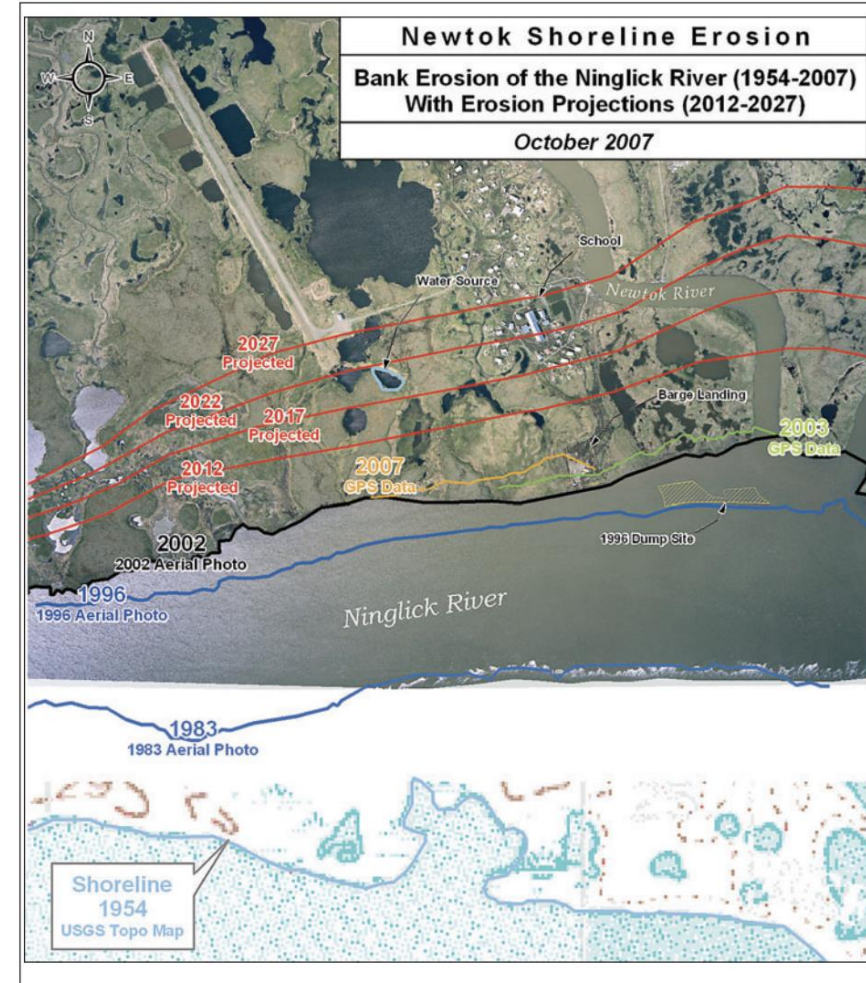 Newtok Shoreline Erosion
Bank Erosion of the Ninglick River (1954-2007)
With Erosion Projections (2012-2027)
October 2007
N
W
E
S
School
Water Source
Newtok River
2027
Projected
2022
Projected
2017
Projected
Barge Landing
2012
Projected
2007
GPS Data
2003
GPS Data
2002
2002 Aerial Photo
1996 Dump Site
1996
1996 Aerial Photo
Ninglick River
1983
1983 Aerial Photo
Shoreline
1954
USGS Topo Map